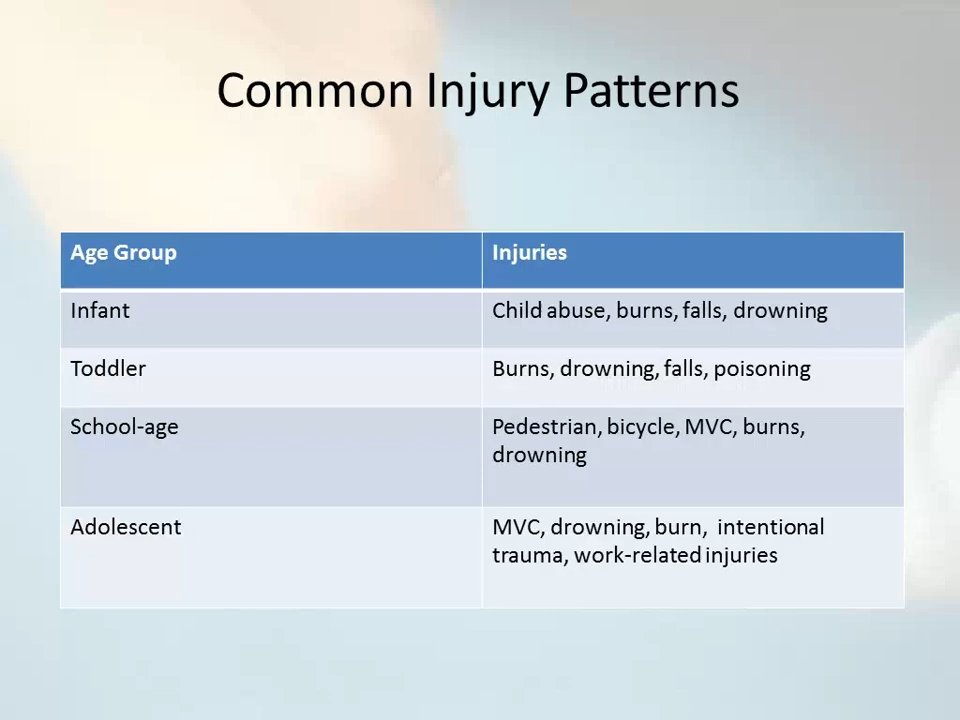 Common Injury Patterns
Age Group
Injuries
Infant
Child abuse, burns, falls, drowning
Toddler
Burns, drowning, falls, poisoning
School-age
Pedestrian, bicycle, MVC, burns,
drowning
Adolescent
MVC, drowning, burn, intentional
trauma, work-related injuries